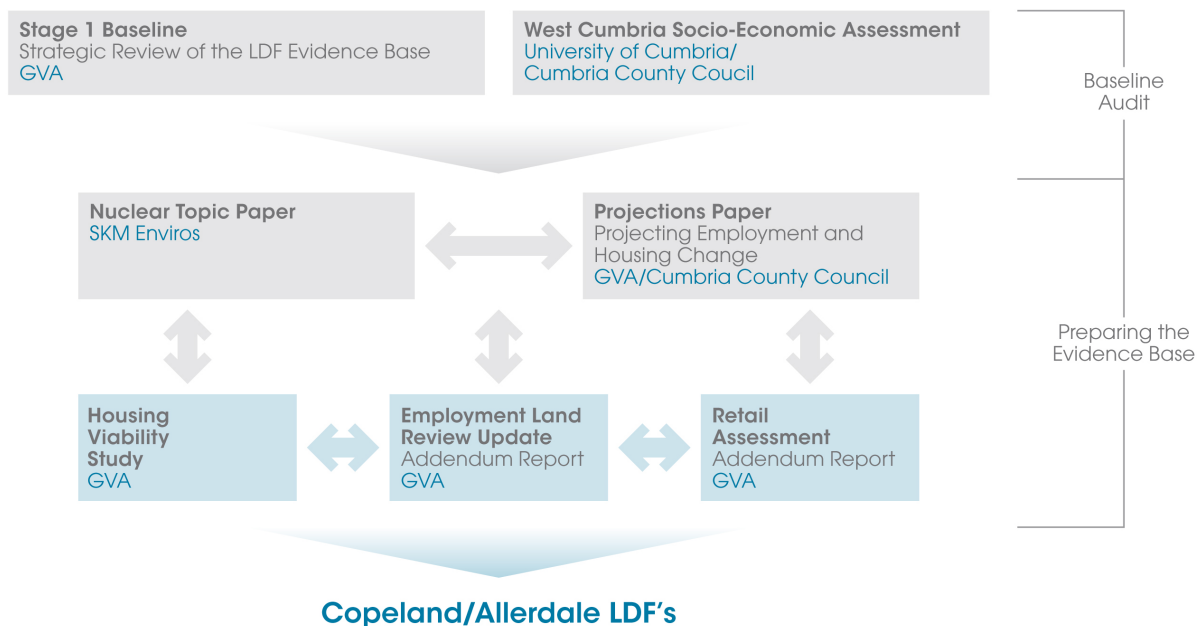 Stage 1 Baseline
Strategic Review of the LDF Evidence Base
GVA
West Cumbria Socio-Economic Assessment
University of Cumbria/
Cumbria County Coucil
Baseline
Audit
Nuclear Topic Paper
SKM Enviros
Projections Paper
Projecting Employment and
Housing Change
GVA/Cumbria County Council
Preparing the
Evidence Base
Housing
Viability
Study
GVA
Employment Land
Review Update
Addendum Report
GVA
Retail
Assessment
Addendum Report
GVA
Copeland/Allerdale LDF's